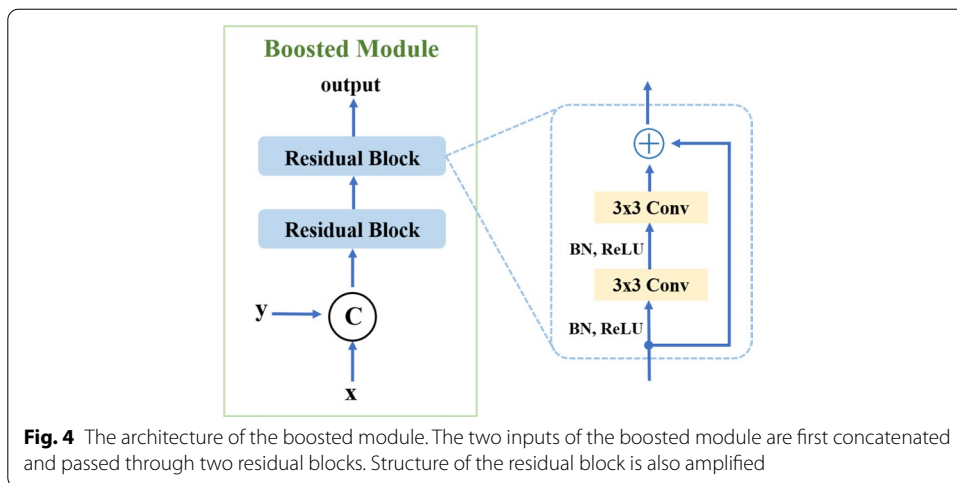 Boosted Module
output
Residual Block
Residual Block
y
C
x
3x3 Conv
BN, ReLU
3x3 Conv
BN, ReLU
Fig. 4 The architecture of the boosted module. The two inputs of the boosted module are first concatenated
and passed through two residual blocks. Structure of the residual block is also amplified